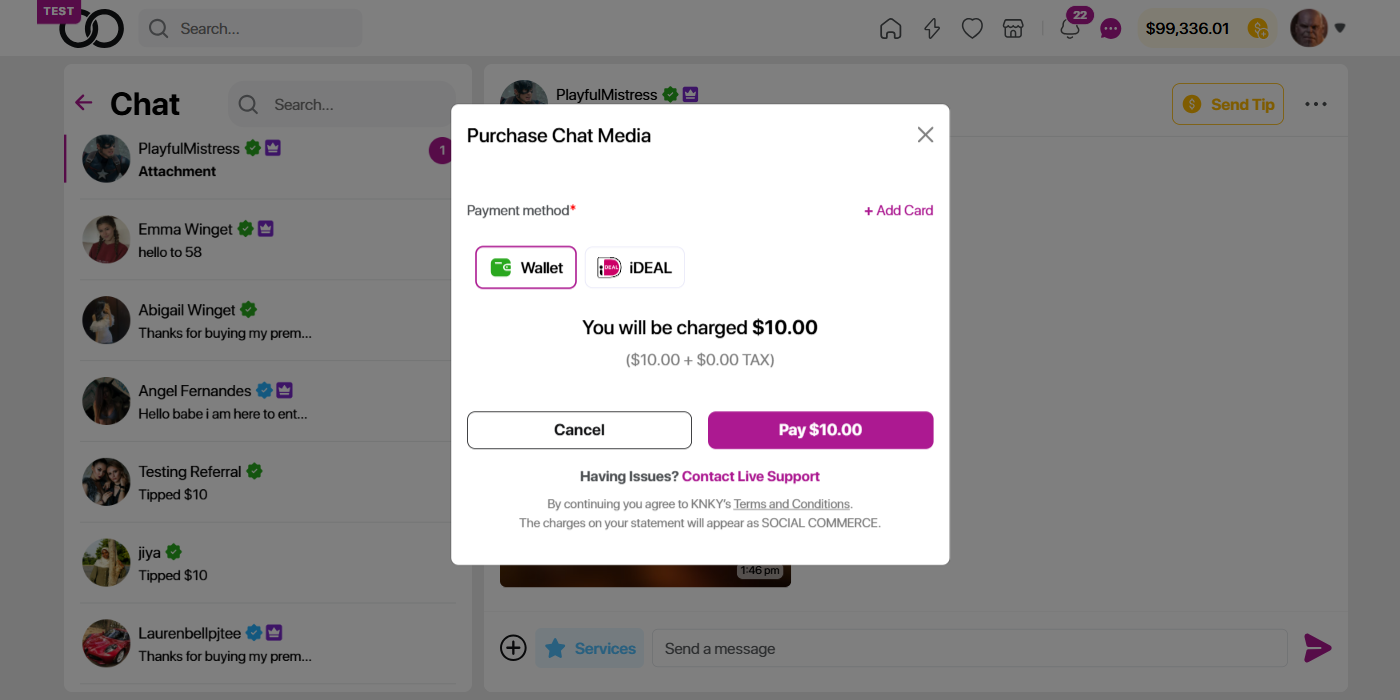 TEST
Search...
22
$99,336.01
Chat
Search...
PlayfulMistress
Attachment
1
Emma Winget
hello to 58
Abigail Winget
Thanks for buying my prem...
Angel Fernandes
Hello babe i am here to ent...
Testing Referral
Tipped $10
jiya
Tipped $10
Laurenbellpjtee
Thanks for buying my prem...
PlayfulMistress
Send Tip
Purchase Chat Media
Payment method*
+ Add Card
Wallet
iDEAL
iDEAL
You will be charged $10.00
($10.00 + $0.00 TAX)
Cancel
Pay $10.00
Having Issues? Contact Live Support
By continuing you agree to KNKY's Terms and Conditions.
The charges on your statement will appear as SOCIAL COMMERCE.
1:46 pm
Services
Send a message